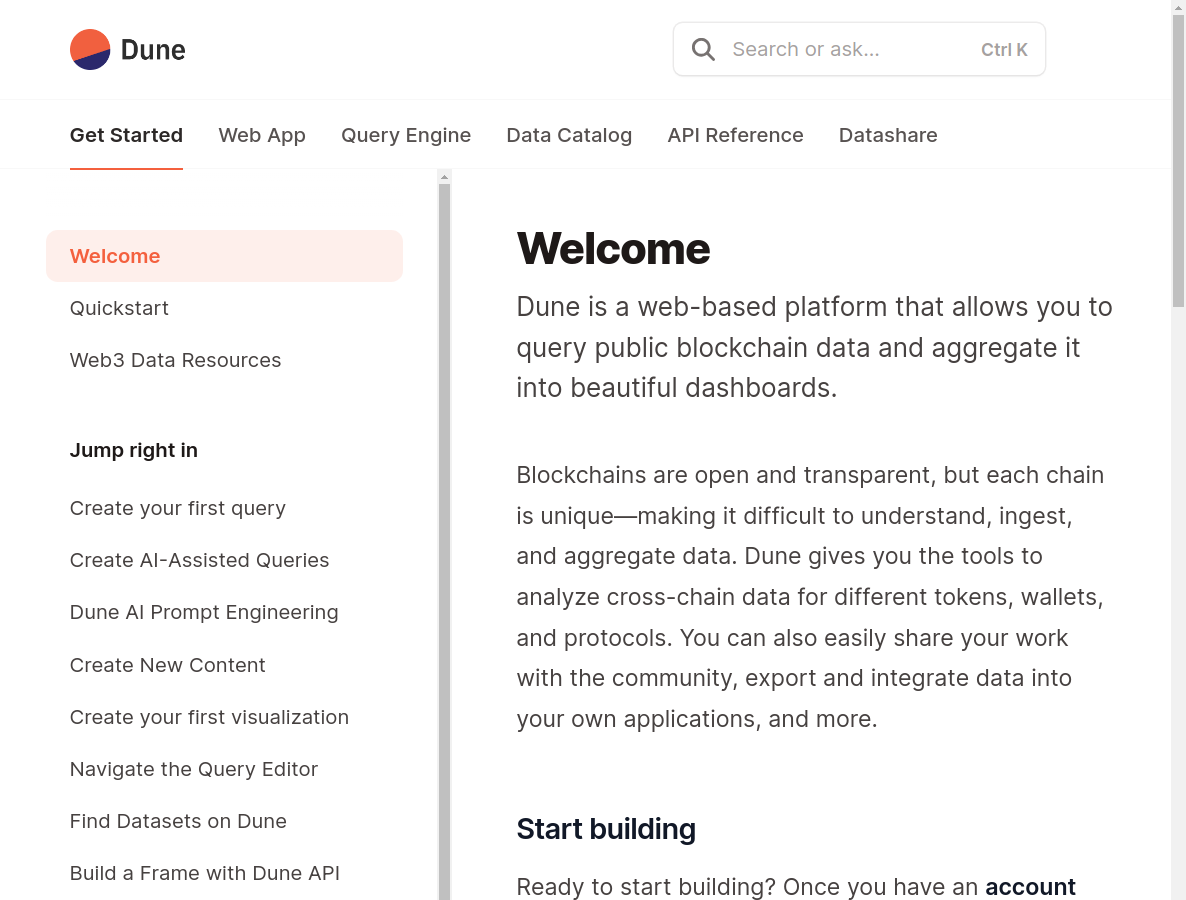 Dune
Search or ask...
Ctrl K
Get Started
Web App
Query Engine
Data Catalog
API Reference
Datashare
Welcome
Quickstart
Web3 Data Resources
Jump right in
Create your first query
Create AI-Assisted Queries
Dune AI Prompt Engineering
Create New Content
Create your first visualization
Navigate the Query Editor
Find Datasets on Dune
Build a Frame with Dune API
Welcome
Dune is a web-based platform that allows you to
query public blockchain data and aggregate it
into beautiful dashboards.
Blockchains are open and transparent, but each chain
is unique—making it difficult to understand, ingest,
and aggregate data. Dune gives you the tools to
analyze cross-chain data for different tokens, wallets,
and protocols. You can also easily share your work
with the community, export and integrate data into
your own applications, and more.
Start building
Ready to start building? Once you have an account